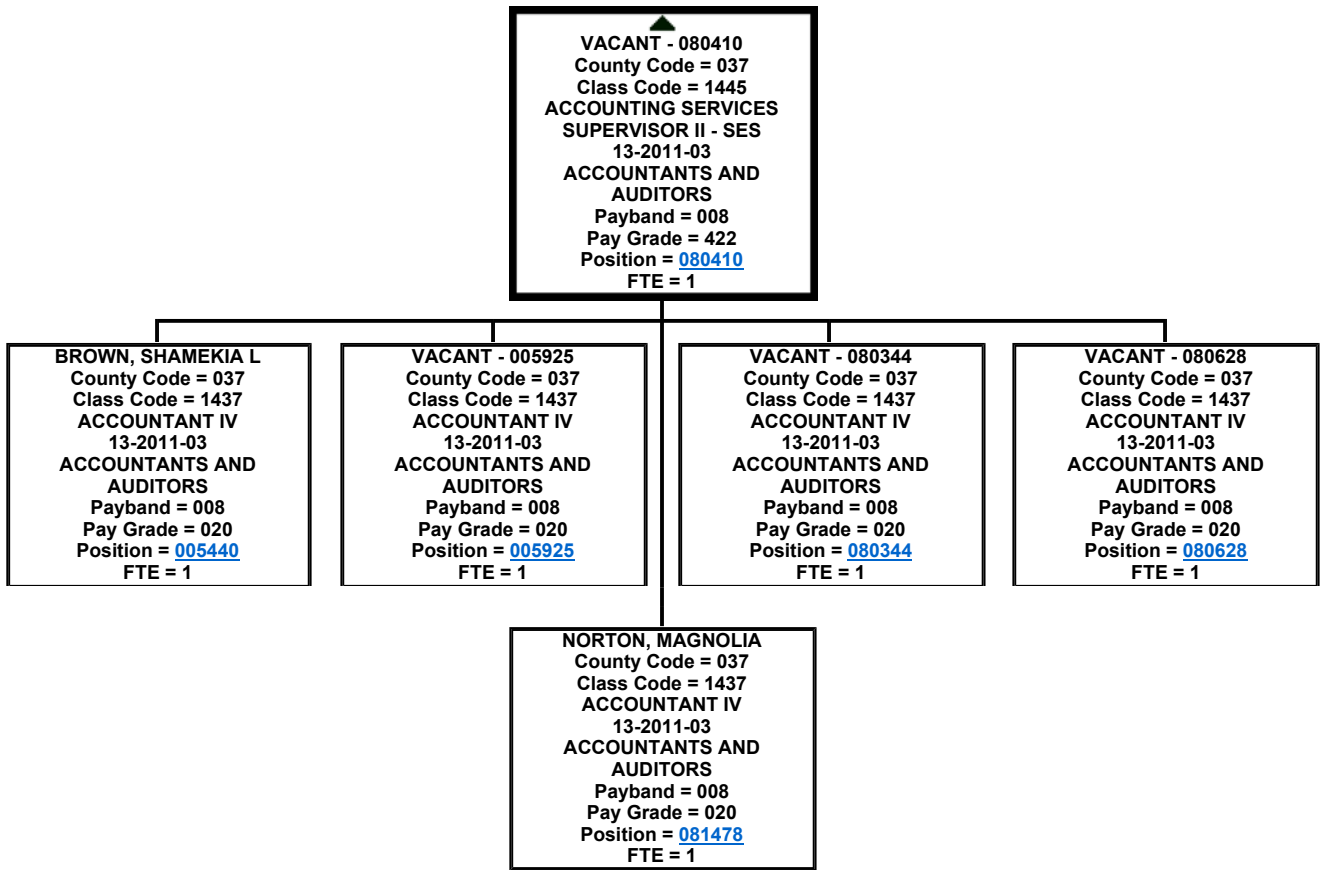 VACANT - 080410
County Code = 037
Class Code = 1445
ACCOUNTING SERVICES
SUPERVISOR II - SES
13-2011-03
ACCOUNTANTS AND
AUDITORS
Payband = 008
Pay Grade = 422
Position = 080410
FTE = 1
BROWN, SHAMEKIA L
County Code = 037
Class Code = 1437
ACCOUNTANT IV
13-2011-03
ACCOUNTANTS AND
AUDITORS
Payband = 008
Pay Grade = 020
Position = 005440
FTE = 1
VACANT - 005925
County Code = 037
Class Code = 1437
ACCOUNTANT IV
13-2011-03
ACCOUNTANTS AND
AUDITORS
Payband = 008
Pay Grade = 020
Position = 005925
FTE = 1
VACANT - 080344
County Code = 037
Class Code = 1437
ACCOUNTANT IV
13-2011-03
ACCOUNTANTS AND
AUDITORS
Payband = 008
Pay Grade = 020
Position = 080344
FTE = 1
VACANT - 080628
County Code = 037
Class Code = 1437
ACCOUNTANT IV
13-2011-03
ACCOUNTANTS AND
AUDITORS
Payband = 008
Pay Grade = 020
Position = 080628
FTE = 1
NORTON, MAGNOLIA
County Code = 037
Class Code = 1437
ACCOUNTANT IV
13-2011-03
ACCOUNTANTS AND
AUDITORS
Payband = 008
Pay Grade = 020
Position = 081478
FTE = 1